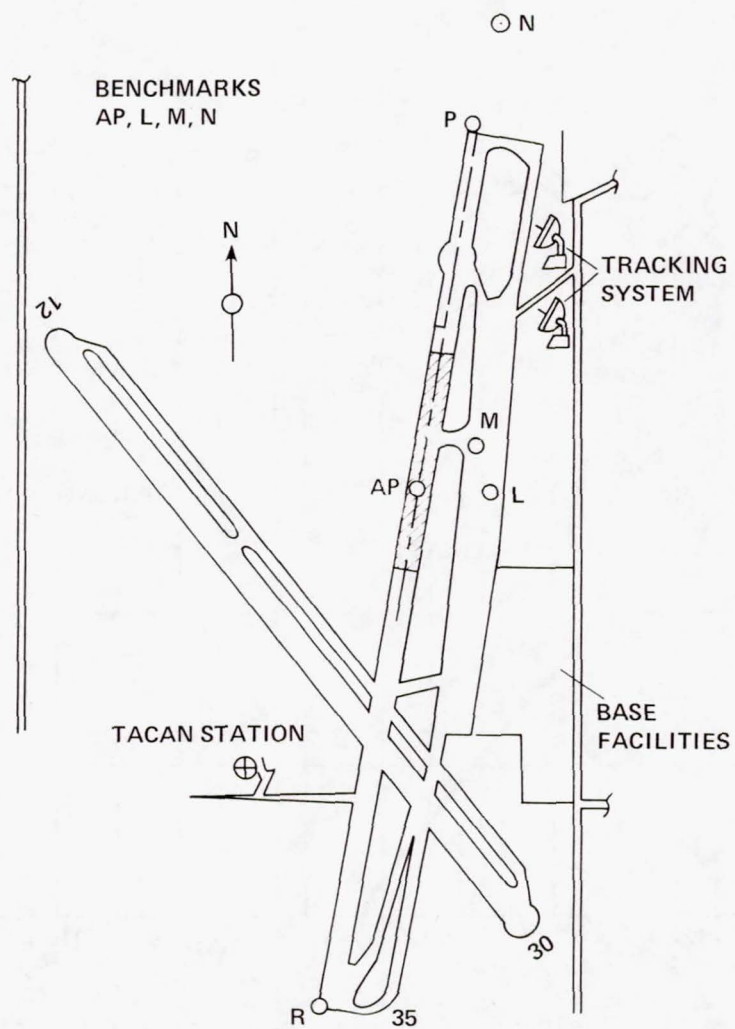 N
BENCHMARKS
AP, L, M, N
P
N
TRACKING
SYSTEM
12
M
AP
L
TACAN STATION
BASE
FACILITIES
30
R
35